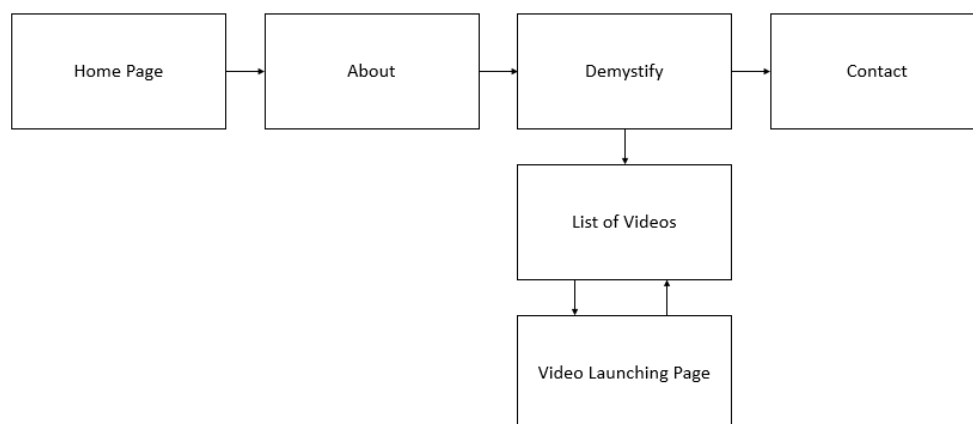 Home Page
About
Demystify
Contact
List of Videos
Video Launching Page